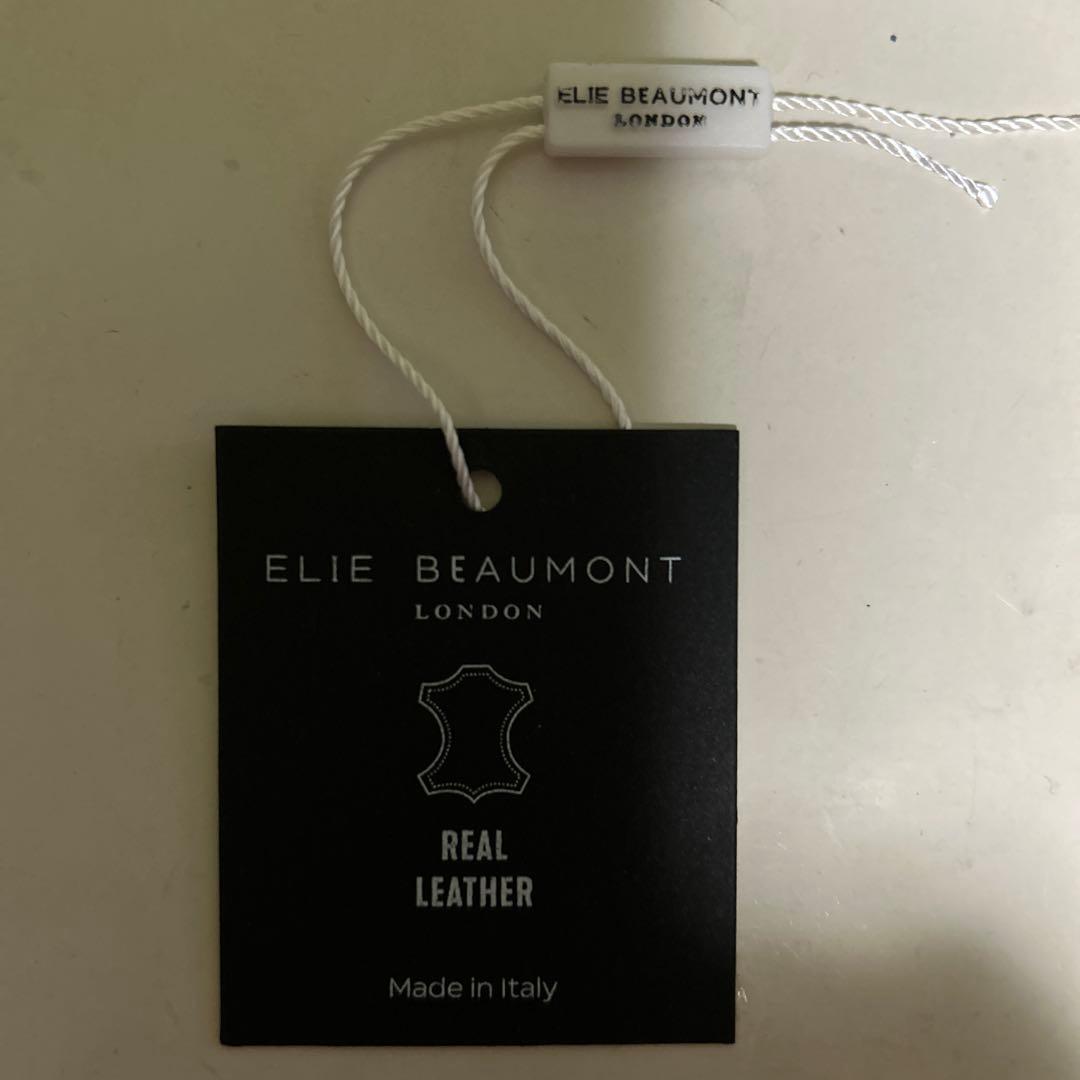 ELIE BEAUMONT
LONDON
ELIE BEAUMONT
LONDON
REAL
LEATHER
Made in Italy